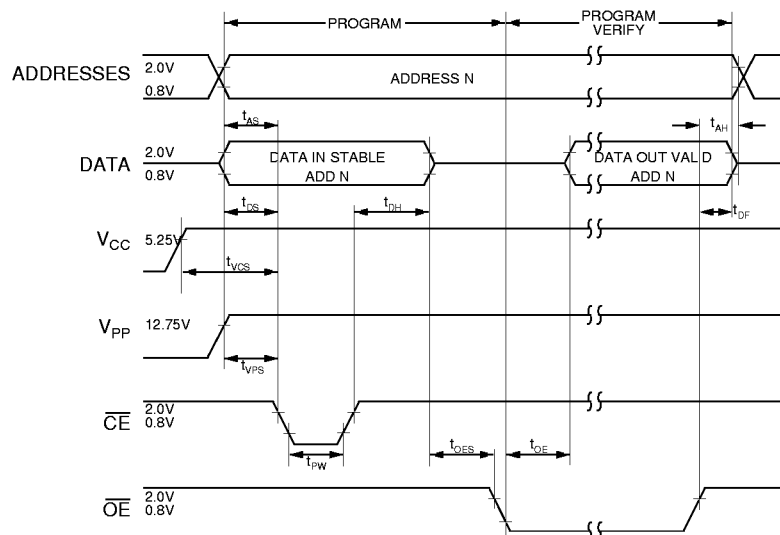 PROGRAM
PROGRAM
VERIFY
ADDRESSES
2.0V
0.8V
ADDRESS N
tAS
tAH
DATA
2.0V
0.8V
DATA IN STABLE
ADD N
DATA OUT VALID
ADD N
tDS
tDH
tDF
VCC
5.25V
tVCS
VPP
12.75V
tVPS
CE
2.0V
0.8V
tPW
tOES
tOE
OE
2.0V
0.8V